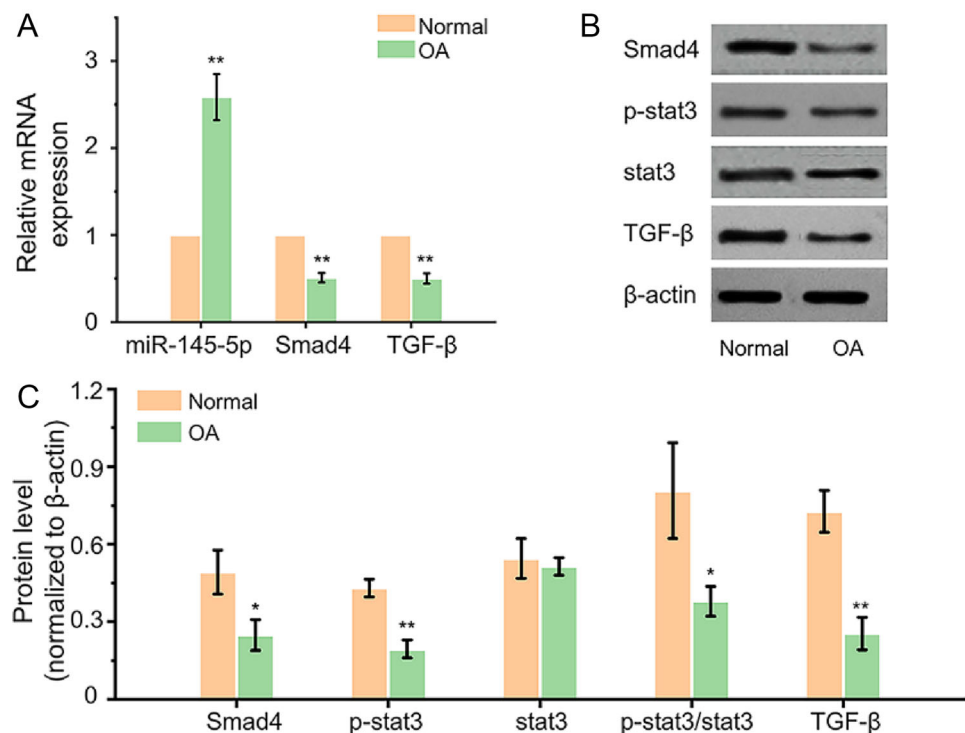 A
Normal
OA
Relative mRNA
expression
3
2
1
0
**
**
**
miR-145-5p Smad4 TGF-β
B
Smad4
p-stat3
stat3
TGF-β
β-actin
Normal OA
C
Normal
OA
Protein level
(normalized to β-actin)
1.2
0.9
0.6
0.3
0
*
**
*
**
Smad4 p-stat3 stat3 p-stat3/stat3 TGF-β